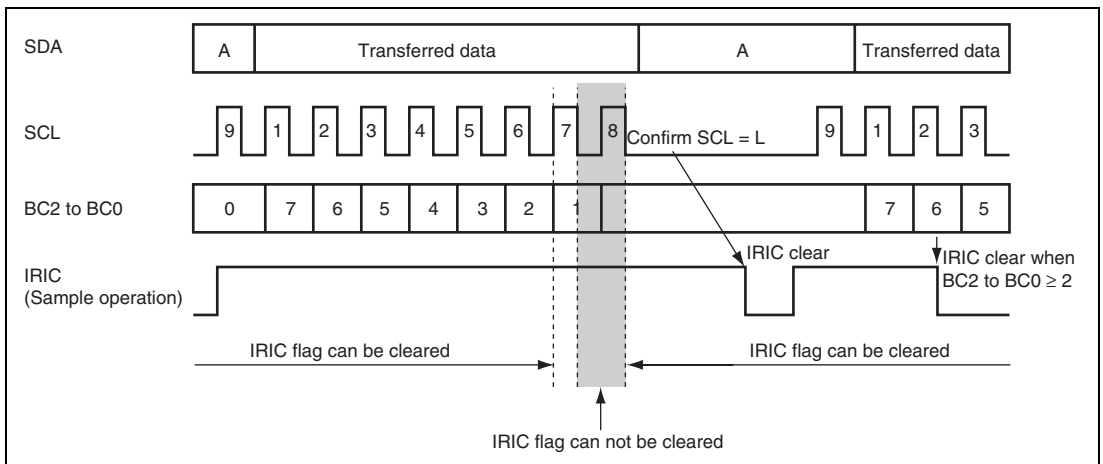 SDA
A
Transferred data
A
Transferred data
SCL
9
1
2
3
4
5
6
7
8
Confirm SCL = L
9
1
2
3
BC2 to BC0
0
7
6
5
4
3
2
1
7
6
5
IRIC
(Sample operation)
IRIC clear
IRIC clear when
BC2 to BC0 ≥ 2
IRIC flag can be cleared
IRIC flag can be cleared
IRIC flag can not be cleared